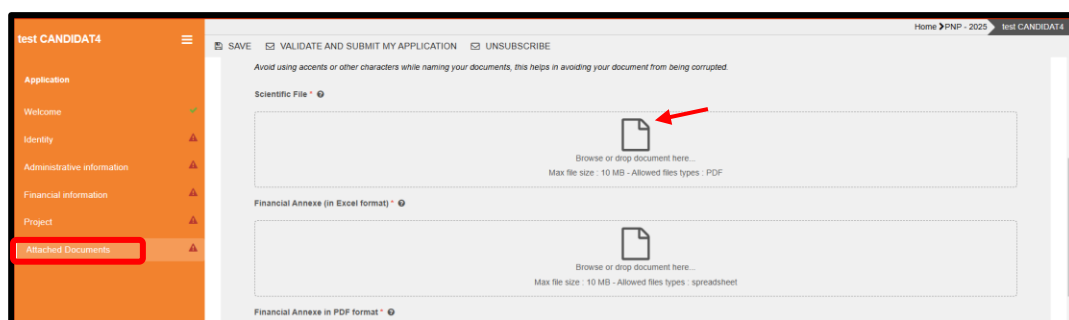 Home PNP - 2025 test CANDIDAT4
test CANDIDAT4
SAVE VALIDATE AND SUBMIT MY APPLICATION UNSUBSCRIBE
Avoid using accents or other characters while naming your documents, this helps in avoiding your document from being corrupted.
Application
Scientific File *
Welcome
Identity
Browse or drop document here...
Administrative information
Max file size : 10 MB - Allowed files types : PDF
Financial information
Financial Annexe (in Excel format) *
Project
Attached Documents
Browse or drop document here...
Max file size : 10 MB - Allowed files types : spreadsheet
Financial Annexe in PDF format *